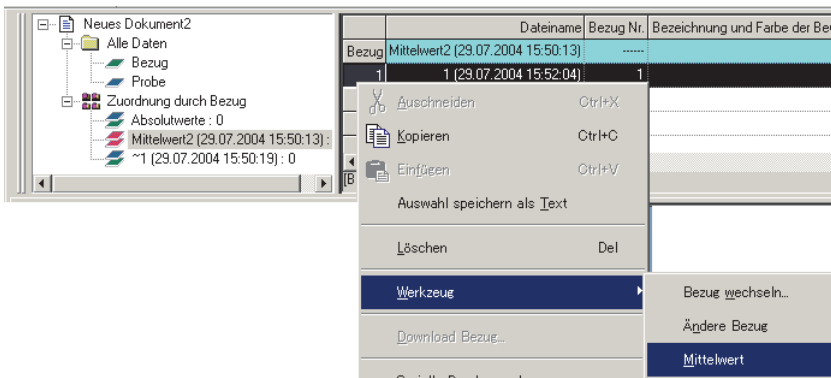 Neues Dokument2
Alle Daten
Bezug
Probe
Zuordnung durch Bezug
Absolutwerte : 0
Mittelwert2 (29.07.2004 15:50:13) :
~1 (29.07.2004 15:50:19) : 0
Dateiname Bezug Nr. Bezeichnung und Farbe der Be
Bezug Mittelwert2 (29.07.2004 15:50:13) ------
1 1 (29.07.2004 15:52:04) 1
[B
Auschneiden Ctrl+X
Kopieren Ctrl+C
Einfügen Ctrl+V
Auswahl speichern als Text
Löschen Del
Werkzeug
Download Bezug...
Bezug wechseln...
Ändere Bezug
Mittelwert